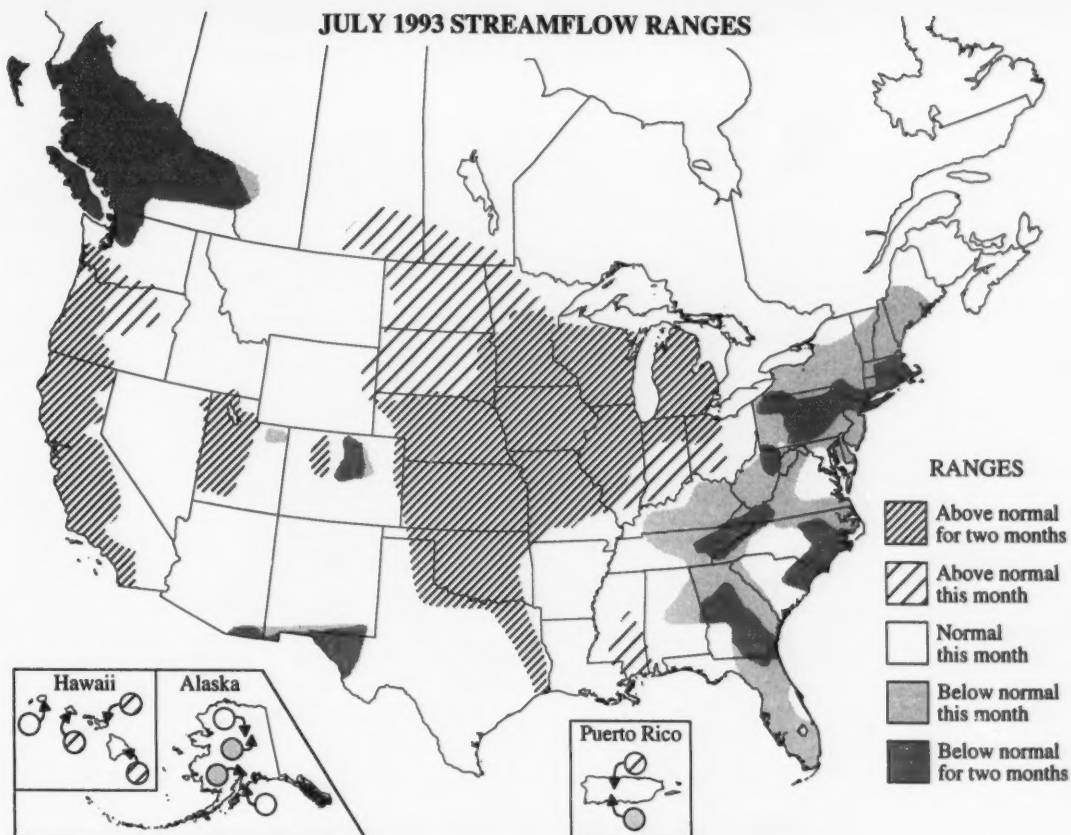 JULY 1993 STREAMFLOW RANGES
RANGES
Above normal
for two months
Above normal
this month
Normal
this month
Below normal
this month
Below normal
for two months
Hawaii
Alaska
Puerto Rico